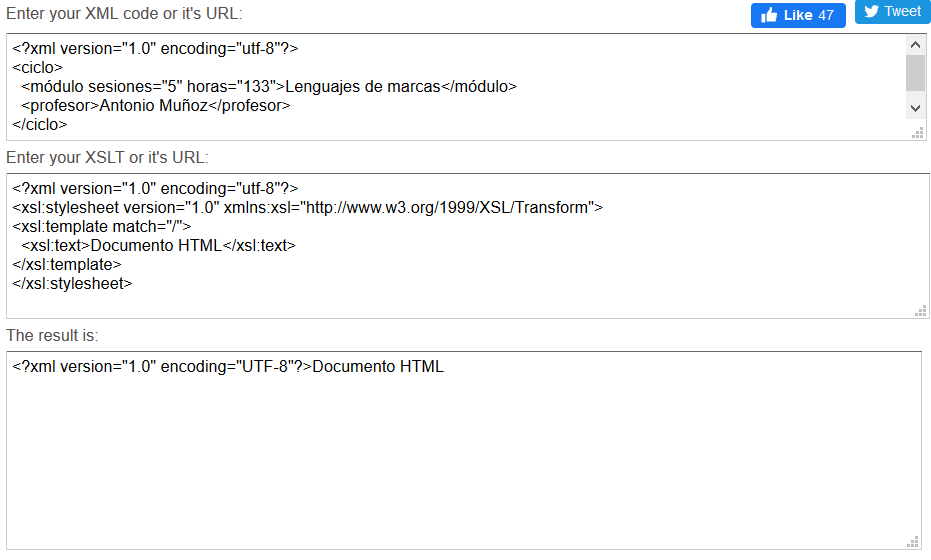 Enter your XML code or it's URL:
Like 47
Tweet
<?xml version="1.0" encoding="utf-8"?>
<ciclo>
  <módulo sesiones="5" horas="133">Lenguajes de marcas</módulo>
  <profesor>Antonio Muñoz</profesor>
</ciclo>
Enter your XSLT or it's URL:
<?xml version="1.0" encoding="utf-8"?>
<xsl:stylesheet version="1.0" xmlns:xsl="http://www.w3.org/1999/XSL/Transform">
<xsl:template match="/">
  <xsl:text>Documento HTML</xsl:text>
</xsl:template>
</xsl:stylesheet>
The result is:
<?xml version="1.0" encoding="UTF-8"?>Documento HTML